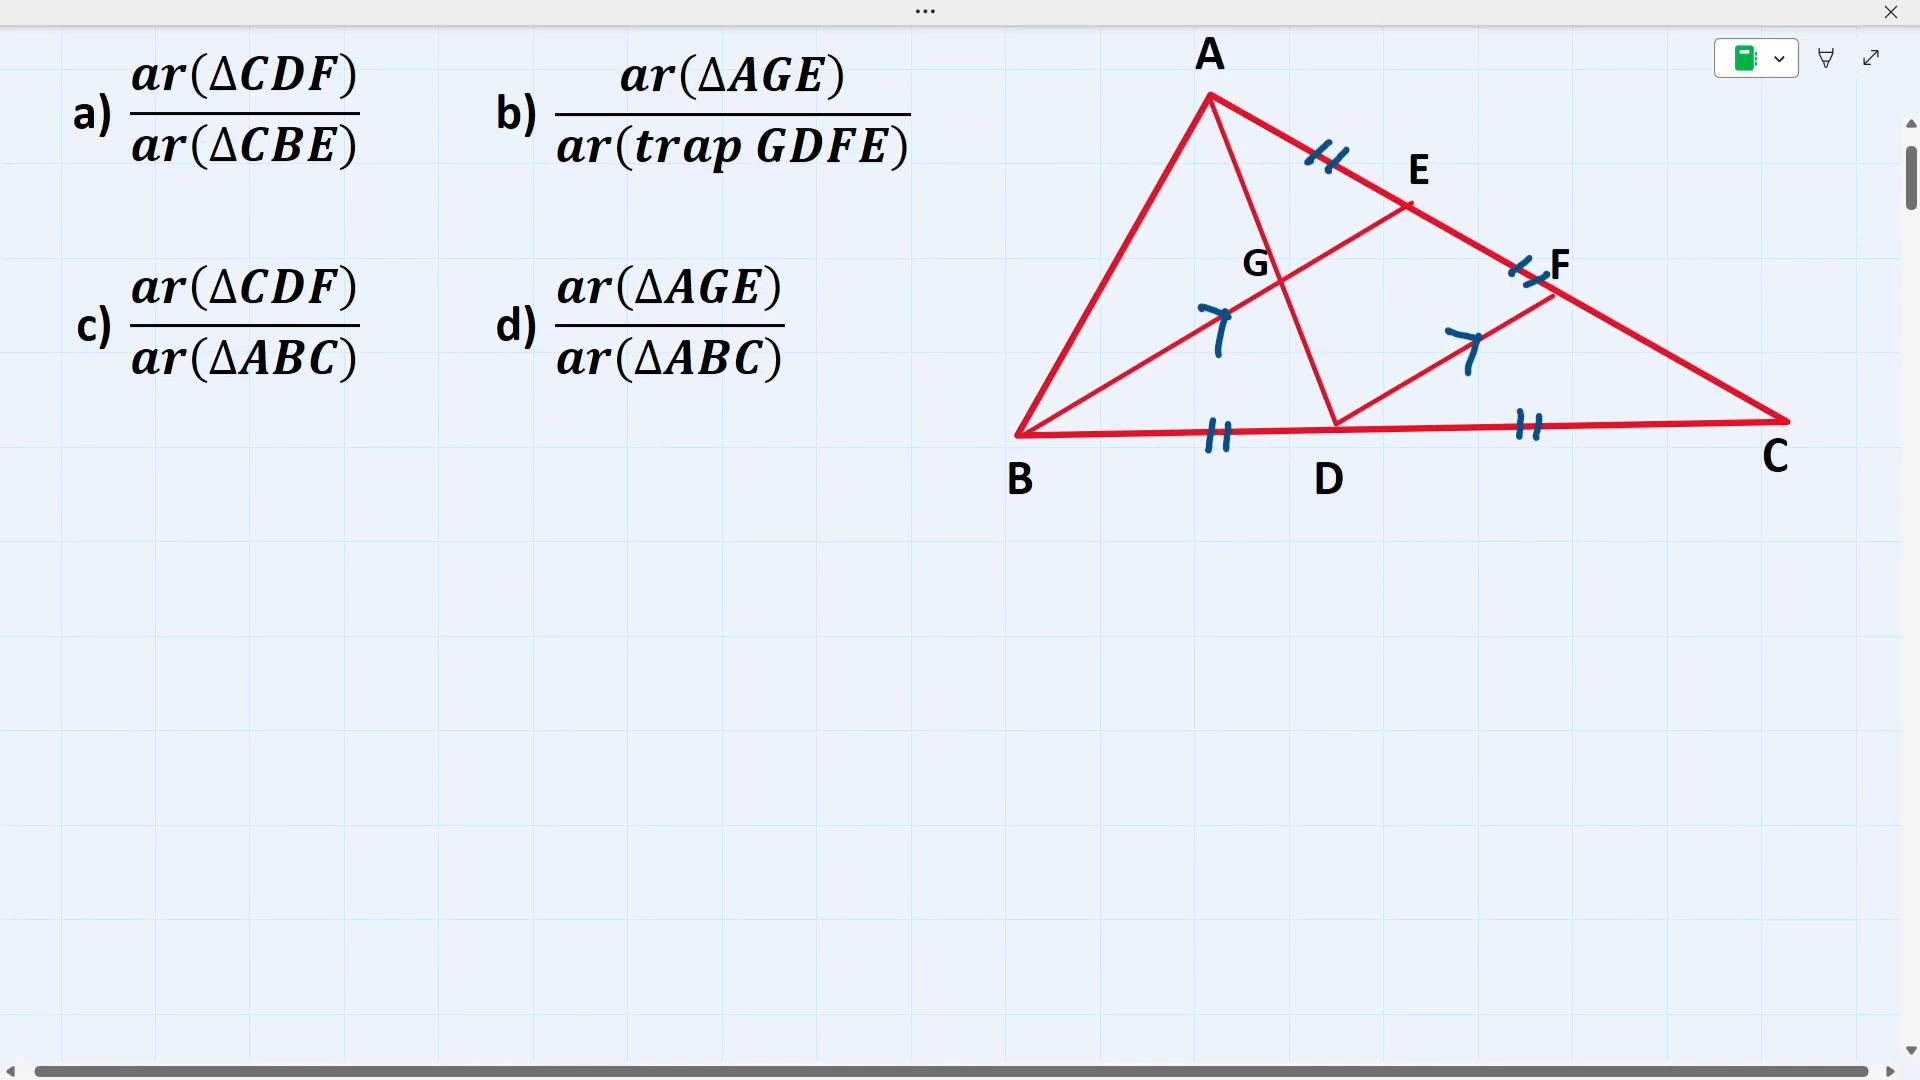 a) ar(ΔCDF) / ar(ΔCBE)
b) ar(ΔAGE) / ar(trap GDFE)
c) ar(ΔCDF) / ar(ΔABC)
d) ar(ΔAGE) / ar(ΔABC)
A
E
G
F
B
D
C